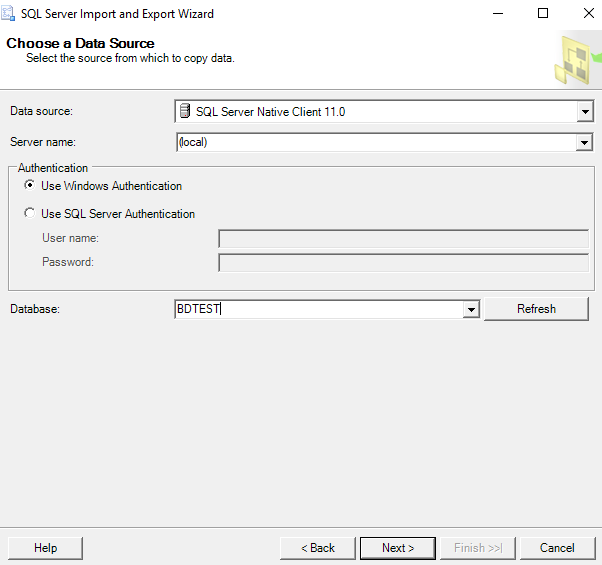 SQL Server Import and Export Wizard
Choose a Data Source
Select the source from which to copy data.
Data source:
SQL Server Native Client 11.0
Server name:
(local)
Authentication
Use Windows Authentication
Use SQL Server Authentication
User name:
Password:
Database:
BDTEST
Refresh
Help
< Back
Next >
Finish >>|
Cancel